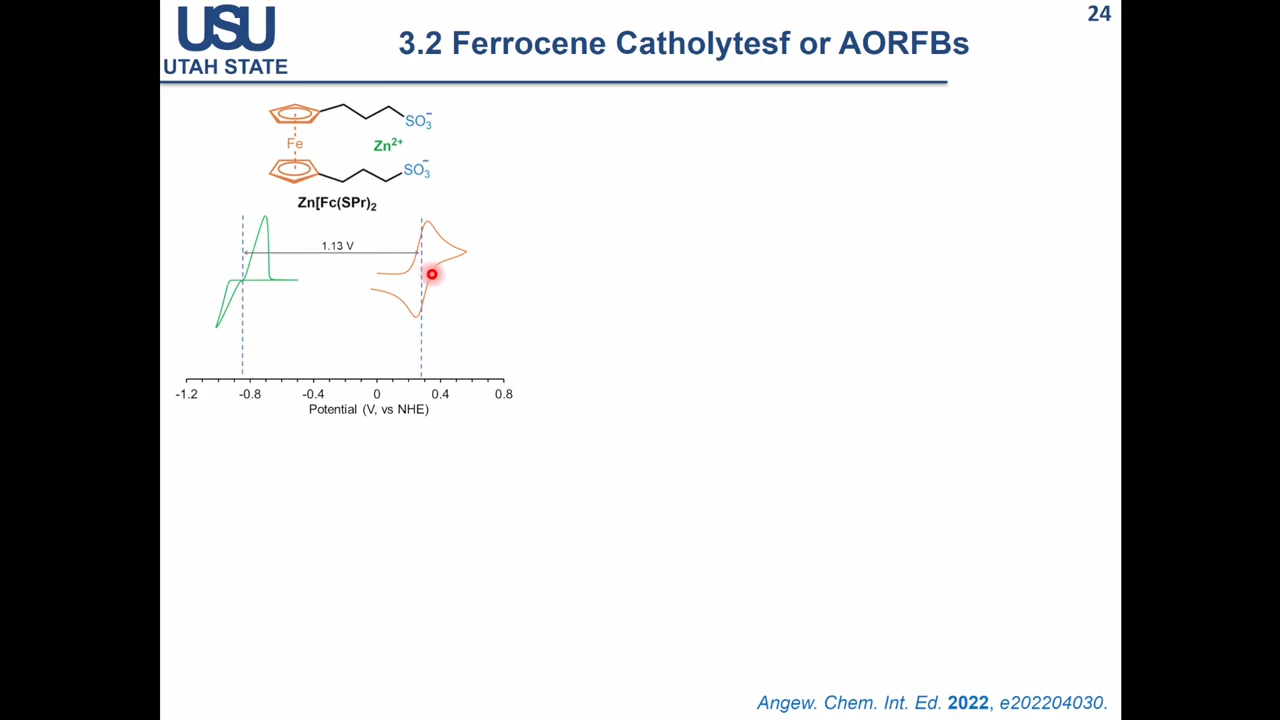 USU
UTAH STATE
3.2 Ferrocene Catholytesf or AORFBs
24
SO₃⁻
Fe
Zn²⁺
SO₃⁻
Zn[Fc(SPr)₂
1.13 V
-1.2 -0.8 -0.4 0 0.4 0.8
Potential (V, vs NHE)
Angew. Chem. Int. Ed. 2022, e202204030.